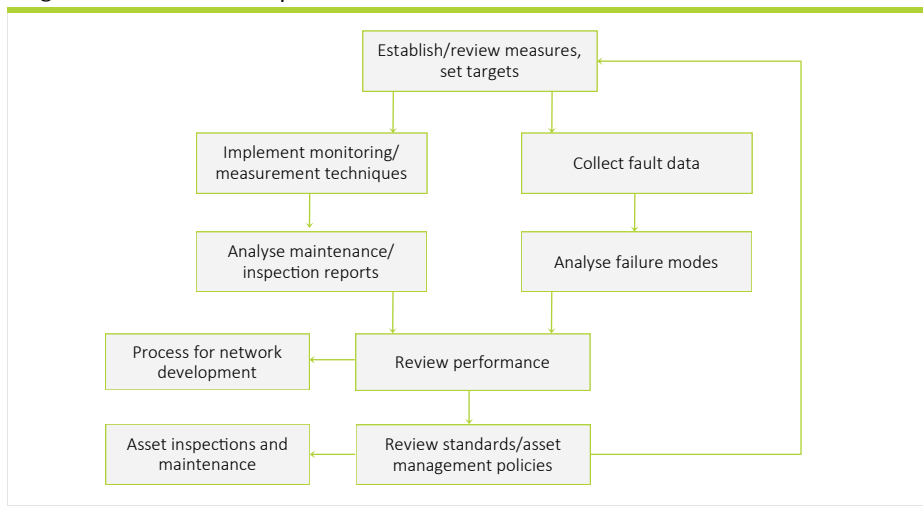 Establish/review measures,
set targets
Implement monitoring/
measurement techniques
Collect fault data
Analyse maintenance/
inspection reports
Analyse failure modes
Process for network
development
Review performance
Asset inspections and
maintenance
Review standards/asset
management policies